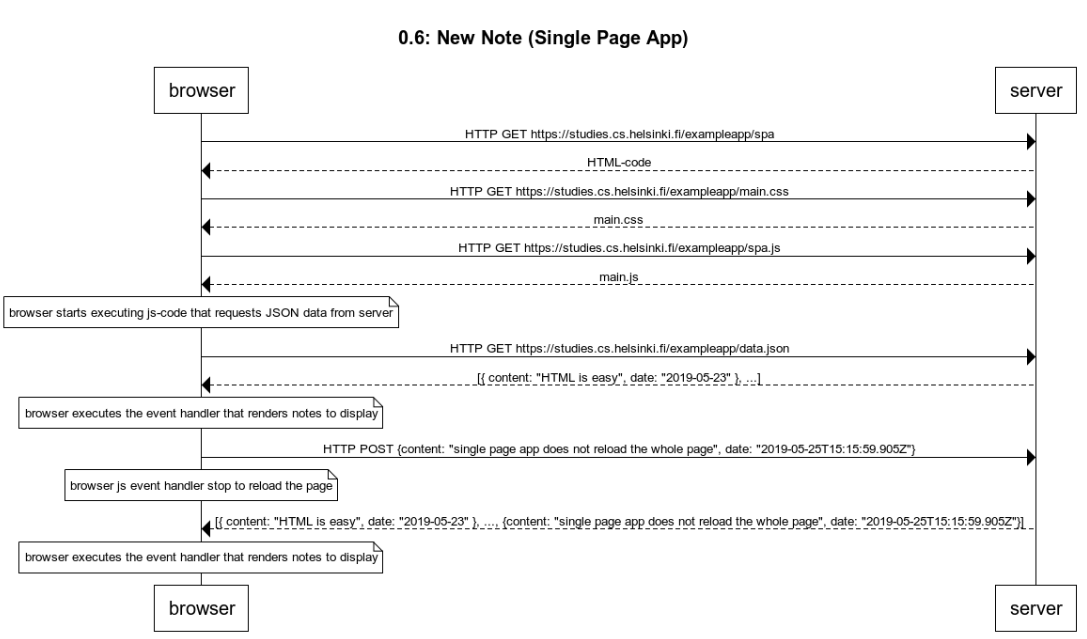 0.6: New Note (Single Page App)
browser
server
HTTP GET https://studies.cs.helsinki.fi/exampleapp/spa
HTML-code
HTTP GET https://studies.cs.helsinki.fi/exampleapp/main.css
main.css
HTTP GET https://studies.cs.helsinki.fi/exampleapp/spa.js
main.js
browser starts executing js-code that requests JSON data from server
HTTP GET https://studies.cs.helsinki.fi/exampleapp/data.json
[{ content: "HTML is easy", date: "2019-05-23" }, ...]
browser executes the event handler that renders notes to display
HTTP POST {content: "single page app does not reload the whole page", date: "2019-05-25T15:15:59.905Z"}
browser js event handler stop to reload the page
[{ content: "HTML is easy", date: "2019-05-23" }, ..., {content: "single page app does not reload the whole page", date: "2019-05-25T15:15:59.905Z"}]
browser executes the event handler that renders notes to display
browser
server